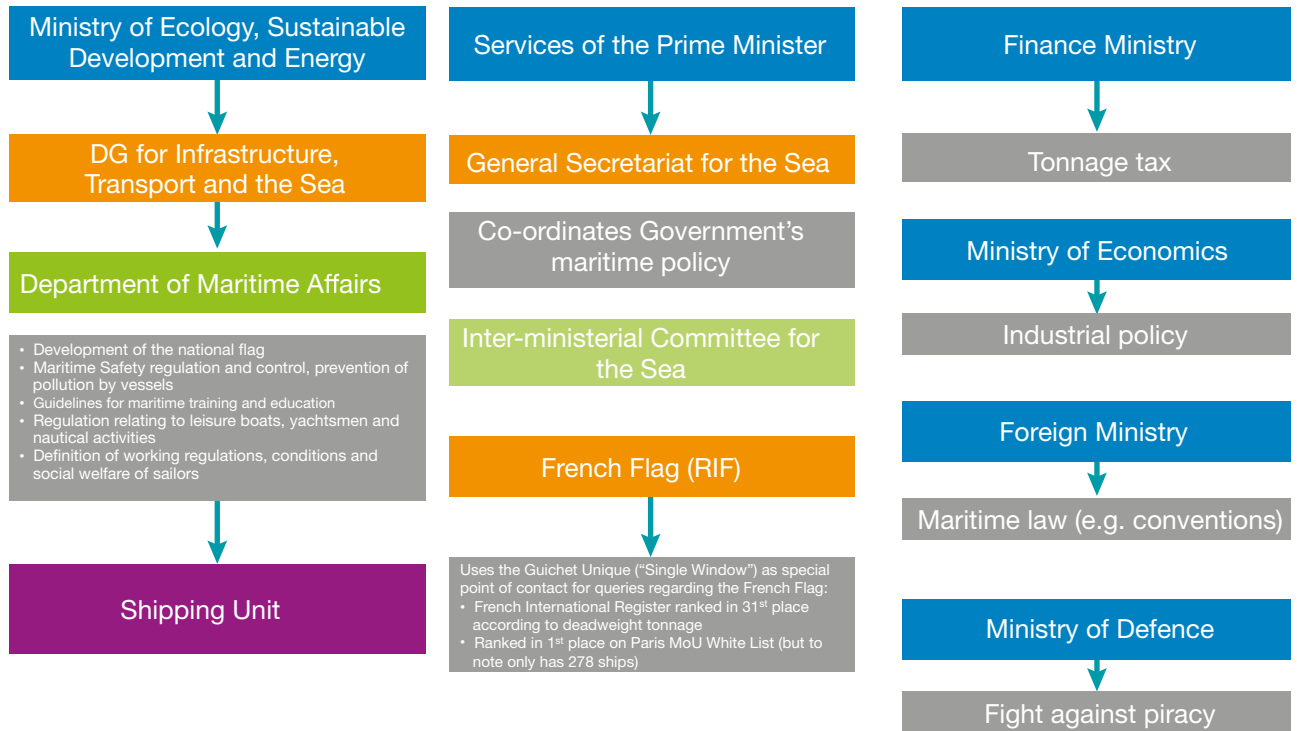 Ministry of Ecology, Sustainable
Development and Energy
DG for Infrastructure,
Transport and the Sea
Department of Maritime Affairs
• Development of the national flag
• Maritime Safety regulation and control, prevention of
pollution by vessels
• Guidelines for maritime training and education
• Regulation relating to leisure boats, yachtsmen and
nautical activities
• Definition of working regulations, conditions and
social welfare of sailors
Shipping Unit
Services of the Prime Minister
General Secretariat for the Sea
Co-ordinates Government’s
maritime policy
Inter-ministerial Committee for
the Sea
French Flag (RIF)
Uses the Guichet Unique (“Single Window”) as special
point of contact for queries regarding the French Flag:
• French International Register ranked in 31st place
according to deadweight tonnage
• Ranked in 1st place on Paris MoU White List (but to
note only has 278 ships)
Finance Ministry
Tonnage tax
Ministry of Economics
Industrial policy
Foreign Ministry
Maritime law (e.g. conventions)
Ministry of Defence
Fight against piracy